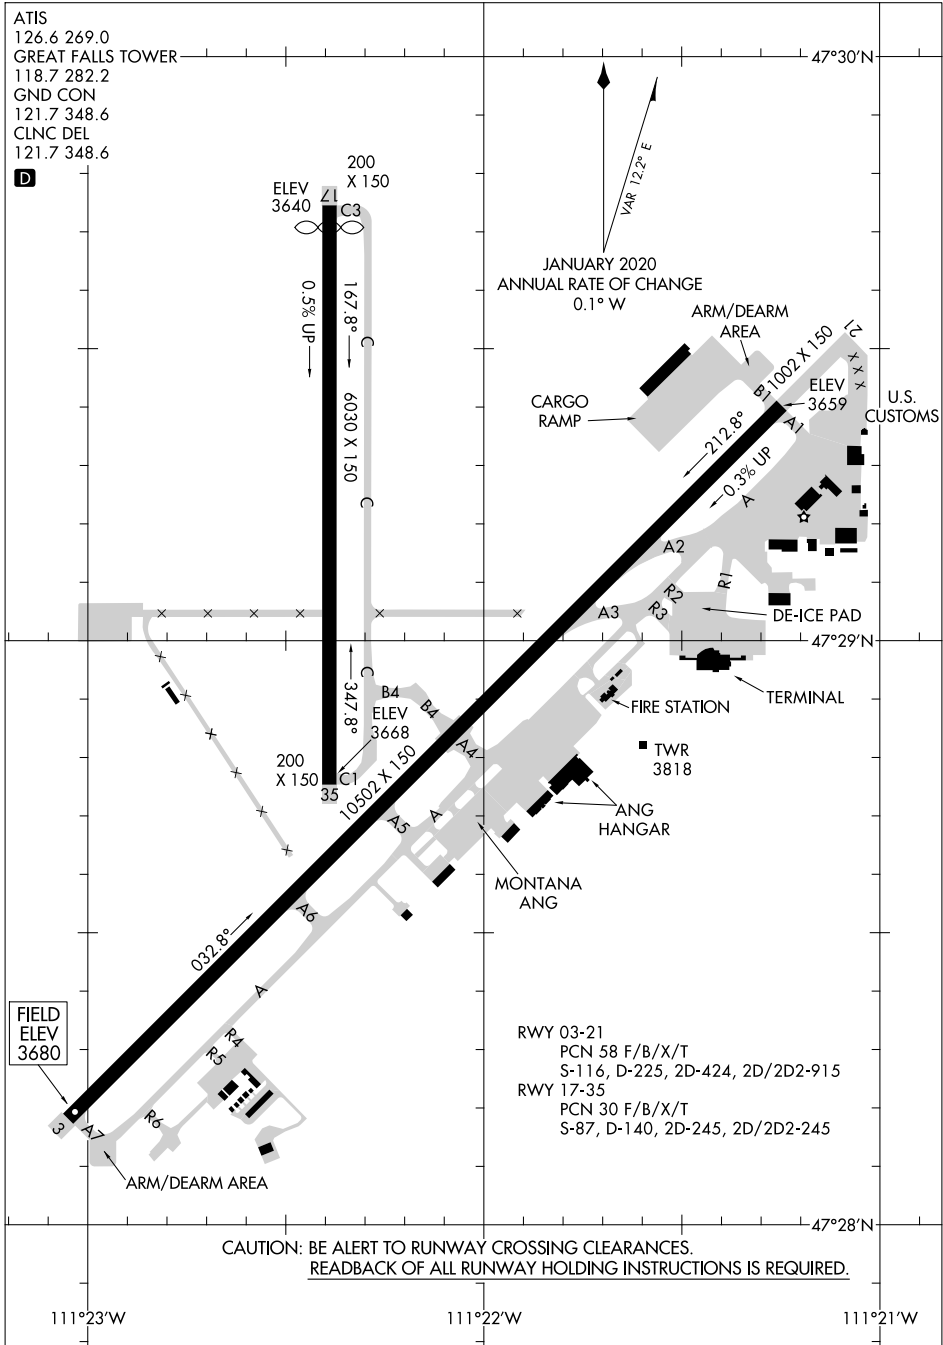 ATIS
126.6 269.0
GREAT FALLS TOWER
118.7 282.2
GND CON
121.7 348.6
CLNC DEL
121.7 348.6
D
47°30'N
VAR 12.2° E
JANUARY 2020
ANNUAL RATE OF CHANGE
0.1° W
200
X 150
ELEV
3640
17
C3
0.5% UP
167.8°
C
6030 X 150
C
ARM/DEARM
AREA
21
1002 X 150
X X X
B1
ELEV
3659
A1
U.S.
CUSTOMS
CARGO
RAMP
212.8°
0.3% UP
A
A2
R1
R2
R3
A3
DE-ICE PAD
47°29'N
X X X X X X
TERMINAL
FIRE STATION
C
347.8°
B4
B4
ELEV
3668
A4
TWR
3818
200
X 150
C1
35
10502 X 150
A5
A
ANG
HANGAR
X X X X X X
MONTANA
ANG
A6
032.8°
A
FIELD
ELEV
3680
R4
R5
R6
3
A7
ARM/DEARM AREA
RWY 03-21
PCN 58 F/B/X/T
S-116, D-225, 2D-424, 2D/2D2-915
RWY 17-35
PCN 30 F/B/X/T
S-87, D-140, 2D-245, 2D/2D2-245
47°28'N
CAUTION: BE ALERT TO RUNWAY CROSSING CLEARANCES.
READBACK OF ALL RUNWAY HOLDING INSTRUCTIONS IS REQUIRED.
111°23'W
111°22'W
111°21'W